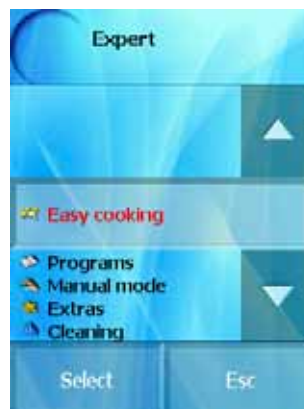 Expert
Easy cooking
Programs
Manual mode
Extras
Cleaning
Select
Esc